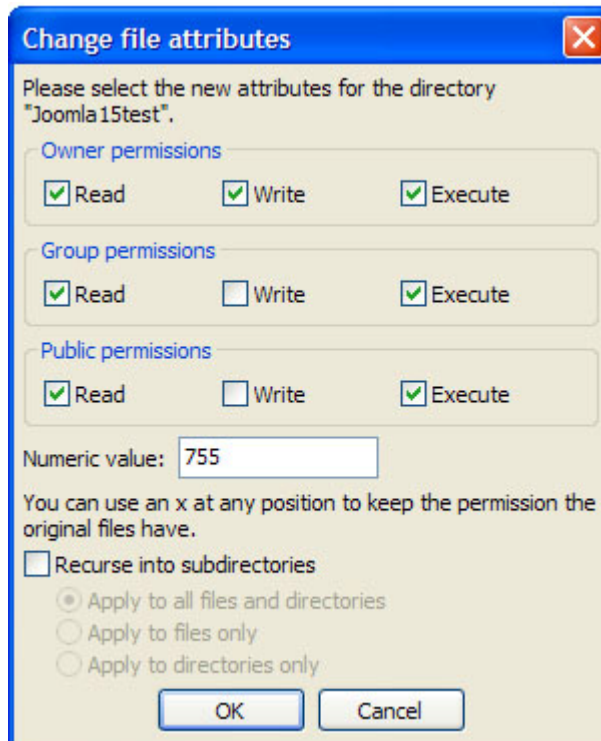 Change file attributes
Please select the new attributes for the directory
"Joomla15test".
Owner permissions
Read Write Execute
Group permissions
Read Write Execute
Public permissions
Read Write Execute
Numeric value: 755
You can use an x at any position to keep the permission the
original files have.
Recurse into subdirectories
Apply to all files and directories
Apply to files only
Apply to directories only
OK Cancel